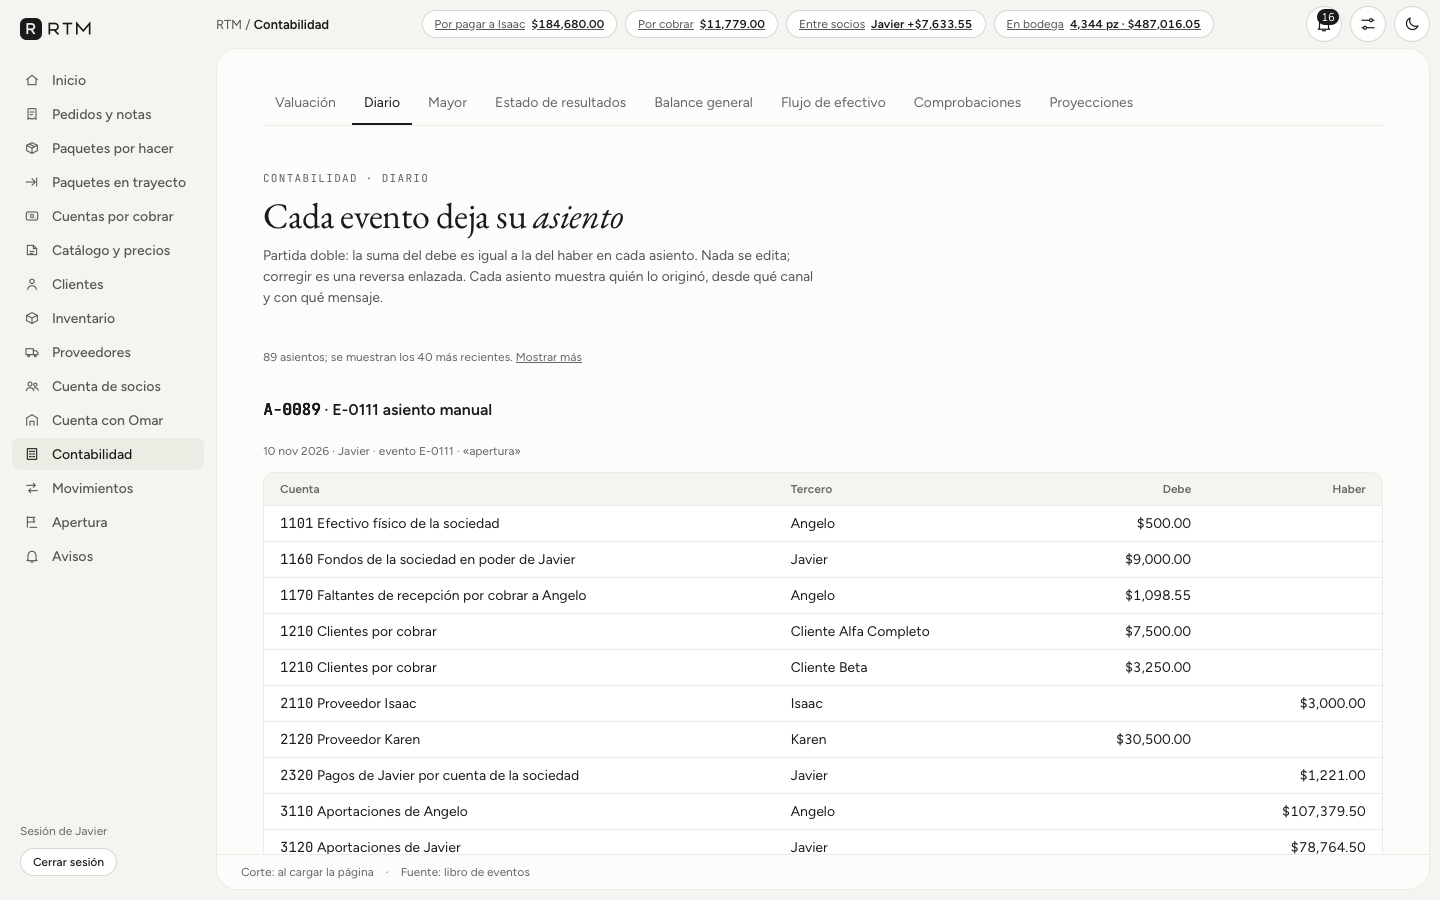 R RTM
RTM / Contabilidad
Por pagar a Isaac $184,680.00
Por cobrar $11,779.00
Entre socios Javier +$7,633.55
En bodega 4,344 pz · $487,016.05
16
Inicio
Pedidos y notas
Paquetes por hacer
Paquetes en trayecto
Cuentas por cobrar
Catálogo y precios
Clientes
Inventario
Proveedores
Cuenta de socios
Cuenta con Omar
Contabilidad
Movimientos
Apertura
Avisos
Sesión de Javier
Cerrar sesión
Valuación Diario Mayor Estado de resultados Balance general Flujo de efectivo Comprobaciones Proyecciones
CONTABILIDAD · DIARIO
Cada evento deja su asiento
Partida doble: la suma del debe es igual a la del haber en cada asiento. Nada se edita;
corregir es una reversa enlazada. Cada asiento muestra quién lo originó, desde qué canal
y con qué mensaje.
89 asientos; se muestran los 40 más recientes. Mostrar más
A-0089 · E-0111 asiento manual
10 nov 2026 · Javier · evento E-0111 · «apertura»
Cuenta Tercero Debe Haber
1101 Efectivo físico de la sociedad Angelo $500.00
1160 Fondos de la sociedad en poder de Javier Javier $9,000.00
1170 Faltantes de recepción por cobrar a Angelo Angelo $1,098.55
1210 Clientes por cobrar Cliente Alfa Completo $7,500.00
1210 Clientes por cobrar Cliente Beta $3,250.00
2110 Proveedor Isaac Isaac $3,000.00
2120 Proveedor Karen Karen $30,500.00
2320 Pagos de Javier por cuenta de la sociedad Javier $1,221.00
3110 Aportaciones de Angelo Angelo $107,379.50
3120 Aportaciones de Javier Javier $78,764.50
Corte: al cargar la página · Fuente: libro de eventos